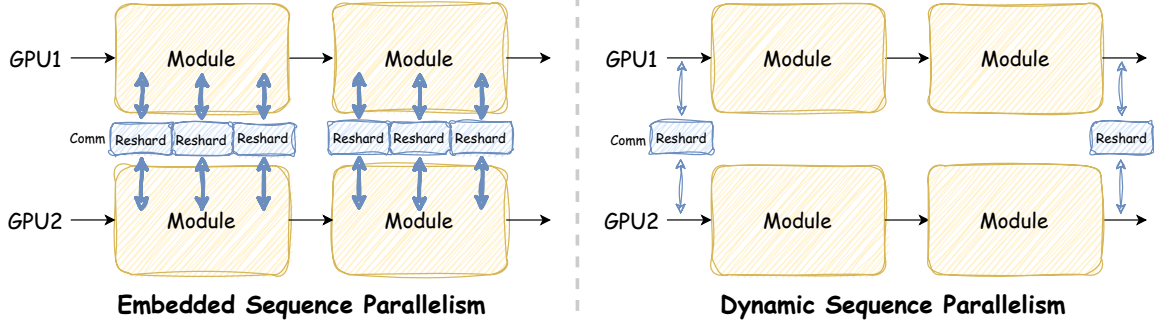 GPU1
Module
Module
Comm
Reshard
Reshard
Reshard
Reshard
Reshard
Reshard
GPU2
Module
Module
Embedded Sequence Parallelism
GPU1
Module
Module
Comm
Reshard
Reshard
GPU2
Module
Module
Dynamic Sequence Parallelism